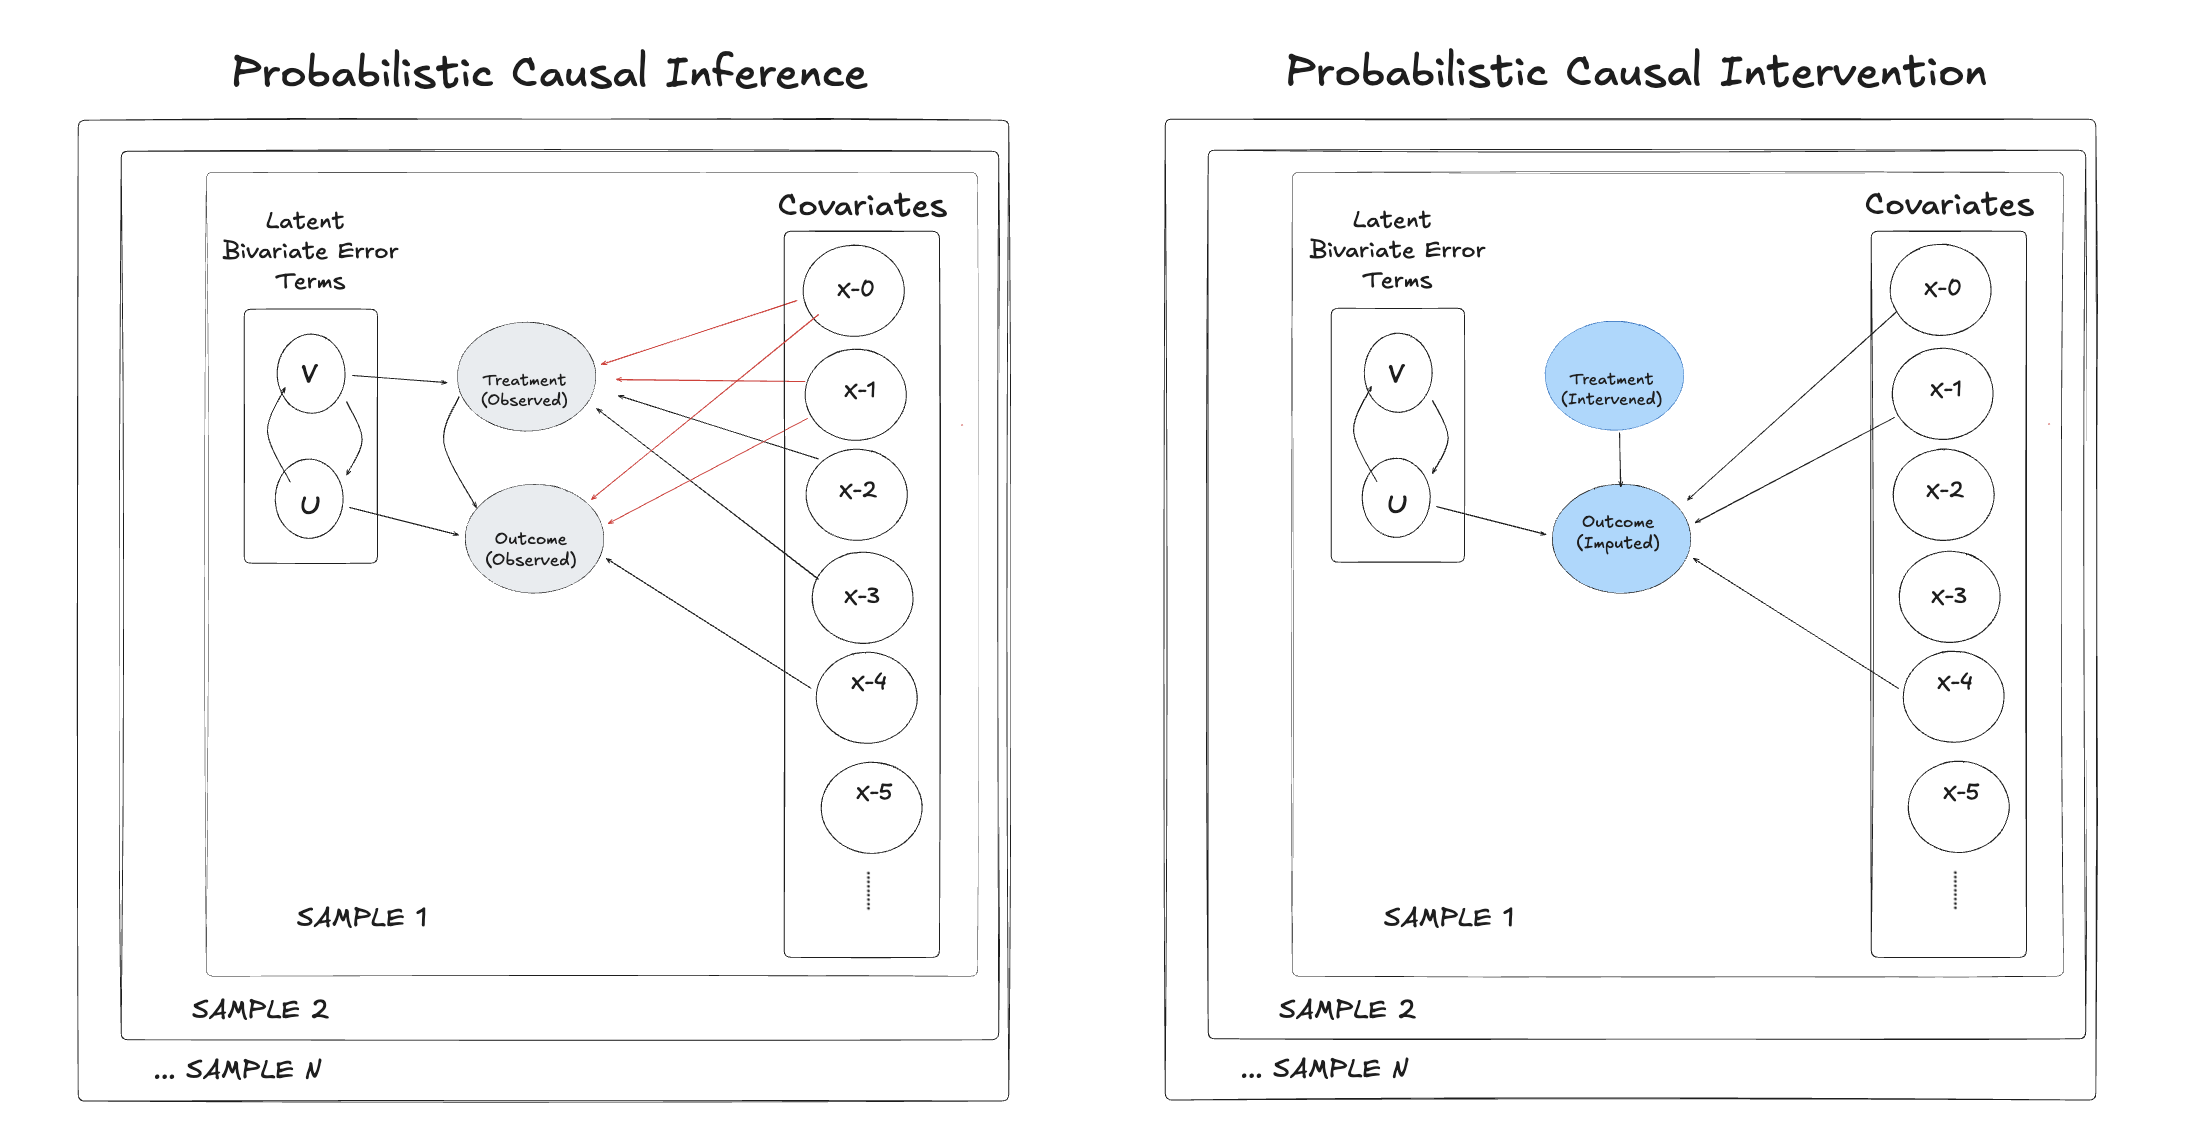 Probabilistic Causal Inference
Latent
Bivariate Error
Terms
Covariates
V
U
Treatment
(Observed)
Outcome
(Observed)
X-0
X-1
X-2
X-3
X-4
X-5
SAMPLE 1
SAMPLE 2
... SAMPLE N
Probabilistic Causal Intervention
Latent
Bivariate Error
Terms
Covariates
V
U
Treatment
(Intervened)
Outcome
(Imputed)
X-0
X-1
X-2
X-3
X-4
X-5
SAMPLE 1
SAMPLE 2
... SAMPLE N